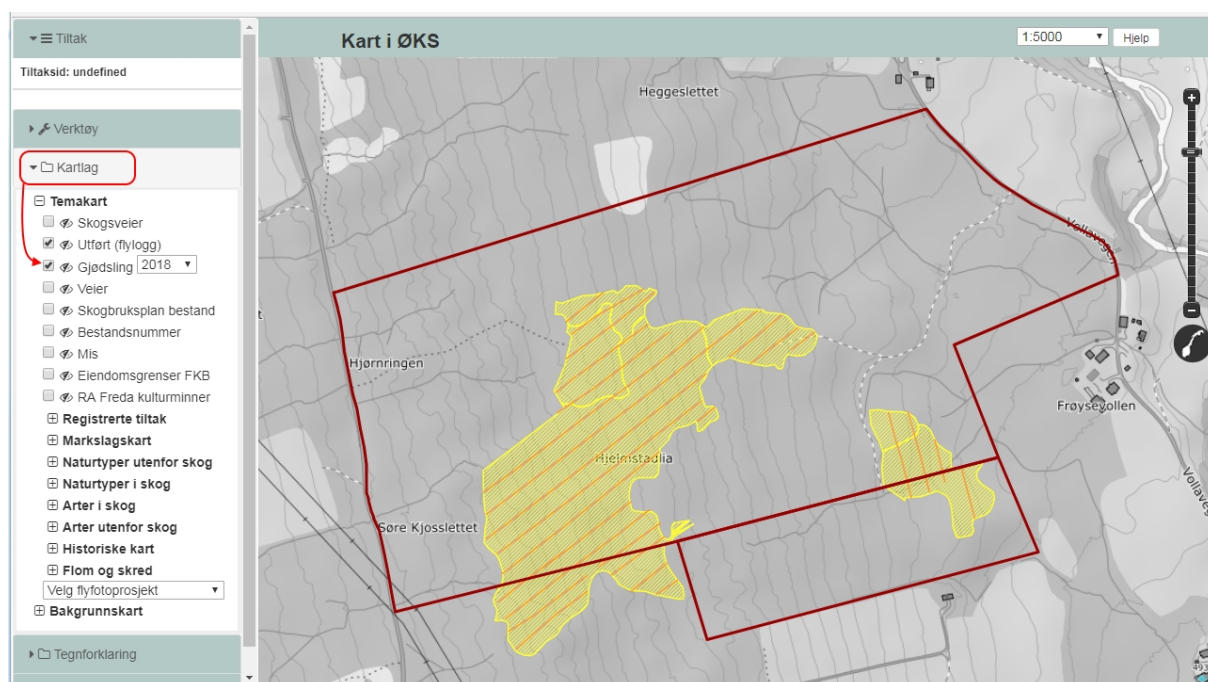 Tiltak
Tiltaksid: undefined
Verktøy
Kartlag
Temakart
Skogsveier
Utført (flylogg)
Gjødsling 2018
Veier
Skogbruksplan bestand
Bestandsnummer
Mis
Eiendomsgrenser FKB
RA Freda kulturminner
Registrerte tiltak
Markslagskart
Naturtyper utenfor skog
Naturtyper i skog
Arter i skog
Arter utenfor skog
Historiske kart
Flom og skred
Velg flyfotoprosjekt
Bakgrunnskart
Tegnforklaring
Kart i ØKS
1:5000
Hjelp
Heggeslettet
Vollavegen
Hjørnringen
Frøysevollen
Hjelmstadlia
Søre Kjosslettet
Vollaveg
493